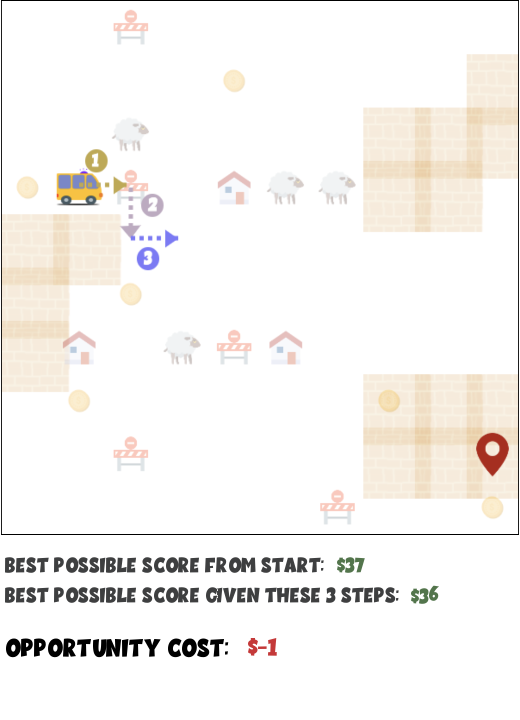 1
2
3
BEST POSSIBLE SCORE FROM START: $37
BEST POSSIBLE SCORE GIVEN THESE 3 STEPS: $36
OPPORTUNITY COST: $-1